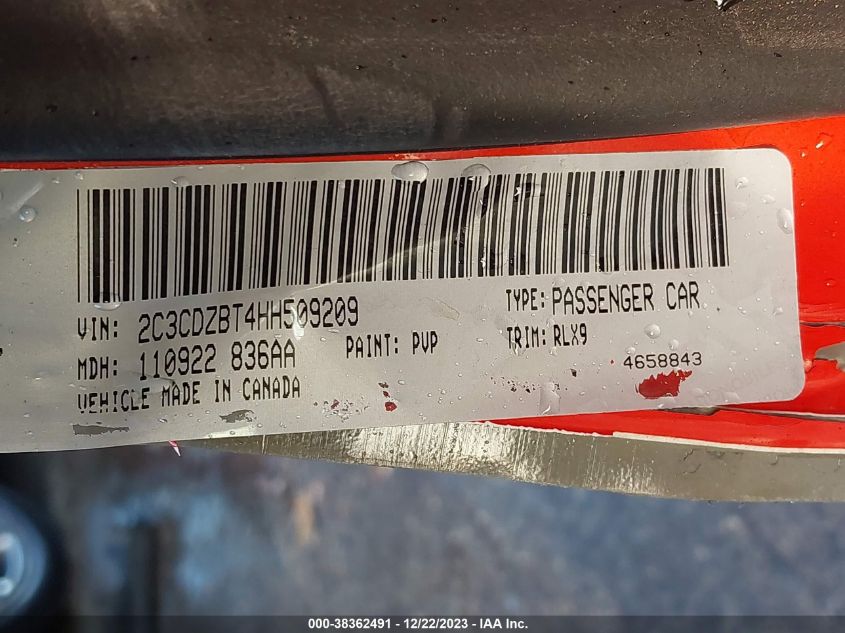 VIN: 2C3CDZBT4HH509209 TYPE: PASSENGER CAR
MDH: 110922 836AA PAINT: PVP TRIM: RLX9
VEHICLE MADE IN CANADA 4658843
000-38362491 - 12/22/2023 - IAA Inc.